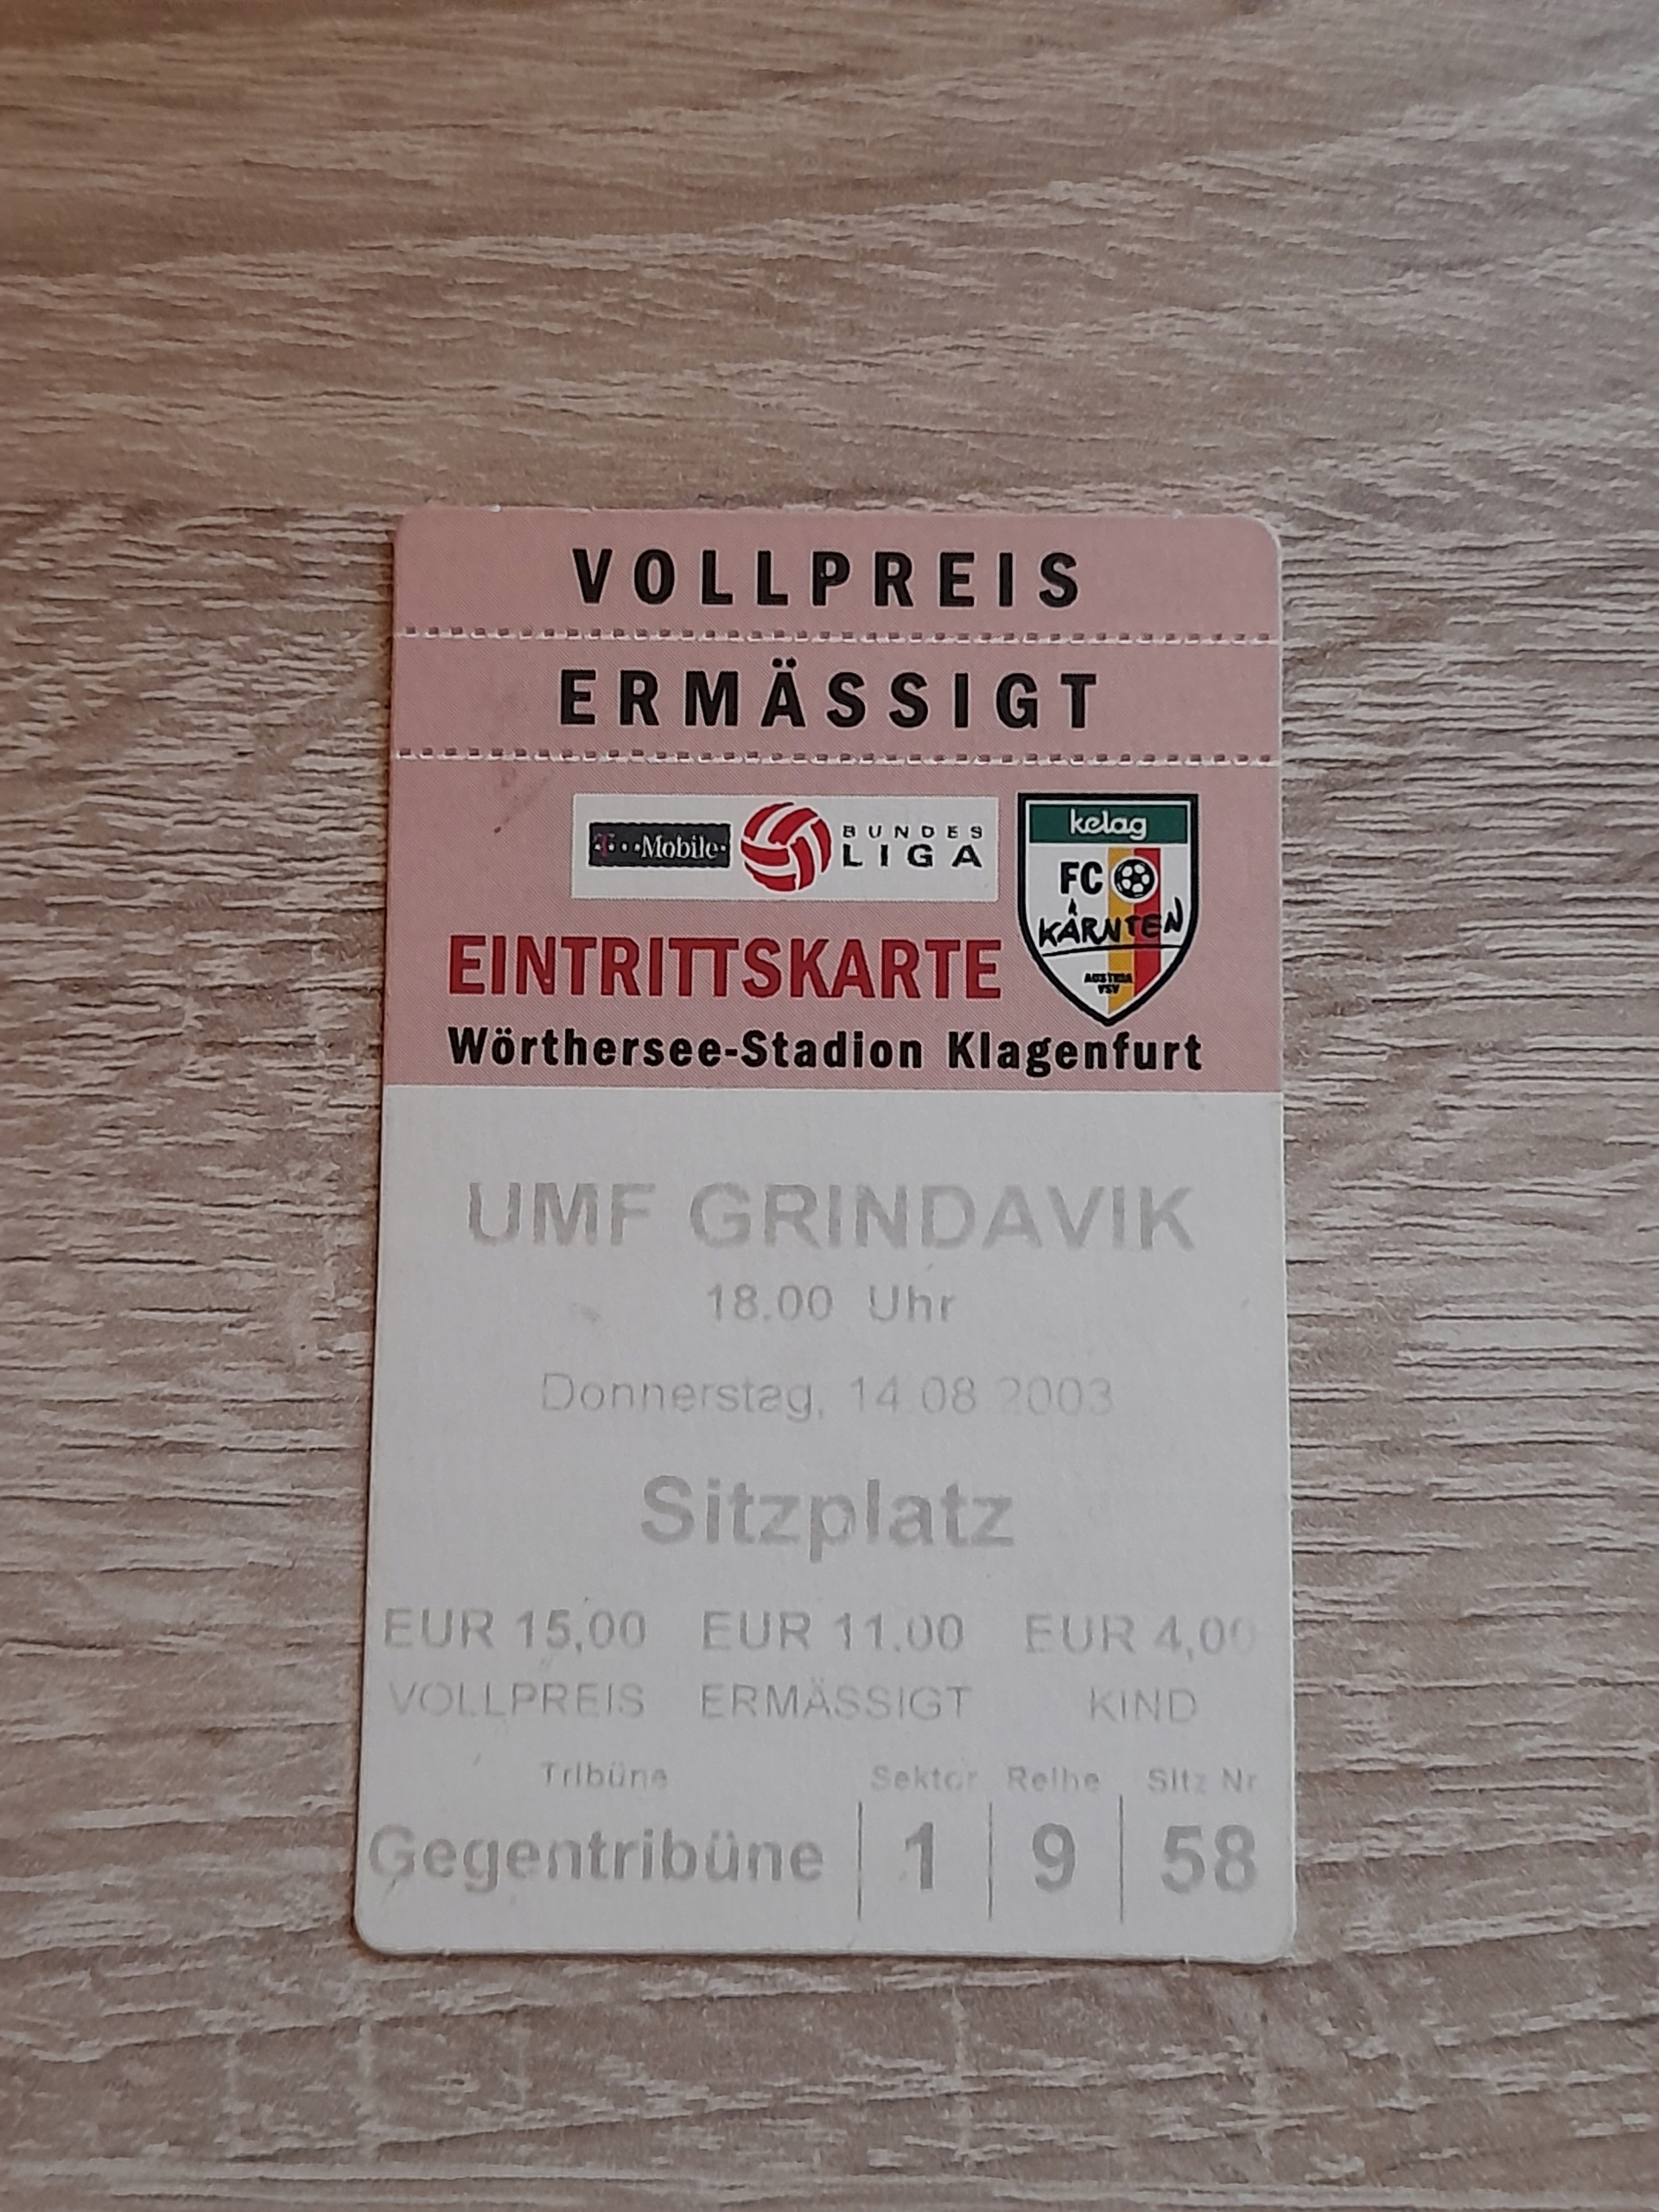 VOLLPREIS
ERMÄSSIGT
T··Mobile· BUNDES LIGA
kelag
FC
KÄRNTEN
AUSTRIA
VSV
EINTRITTSKARTE
Wörthersee-Stadion Klagenfurt
UMF GRINDAVIK
18.00 Uhr
Donnerstag, 14.08.2003
Sitzplatz
EUR 15,00 EUR 11.00 EUR 4,00
VOLLPREIS ERMÄSSIGT KIND
Tribüne Sektor Reihe Sitz Nr
Gegentribüne 1 9 58